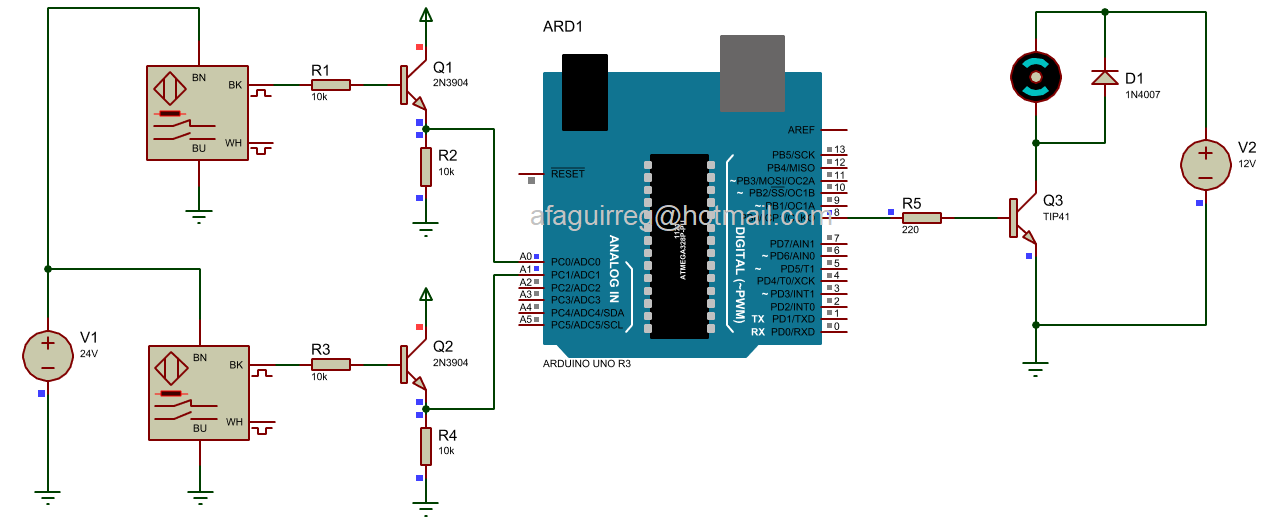 ARD1
BN
BK
WH
BU
R1
10k
Q1
2N3904
R2
10k
V1
24V
BN
BK
WH
BU
R3
10k
Q2
2N3904
R4
10k
RESET
A0 PC0/ADC0
A1 PC1/ADC1
A2 PC2/ADC2
A3 PC3/ADC3
A4 PC4/ADC4/SDA
A5 PC5/ADC5/SCL
ANALOG IN
ATMEGA328P-PU
DIGITAL (~PWM)
AREF
PB5/SCK 13
PB4/MISO 12
~PB3/MOSI/OC2A 11
~ PB2/SS/OC1B 10
~ PB1/OC1A 9
8
PD7/AIN1 7
~ PD6/AIN0 6
~ PD5/T1 5
PD4/T0/XCK 4
~ PD3/INT1 3
PD2/INT0 2
TX PD1/TXD 1
RX PD0/RXD 0
ARDUINO UNO R3
afaguirreg@hotmail.com
R5
220
Q3
TIP41
D1
1N4007
V2
12V